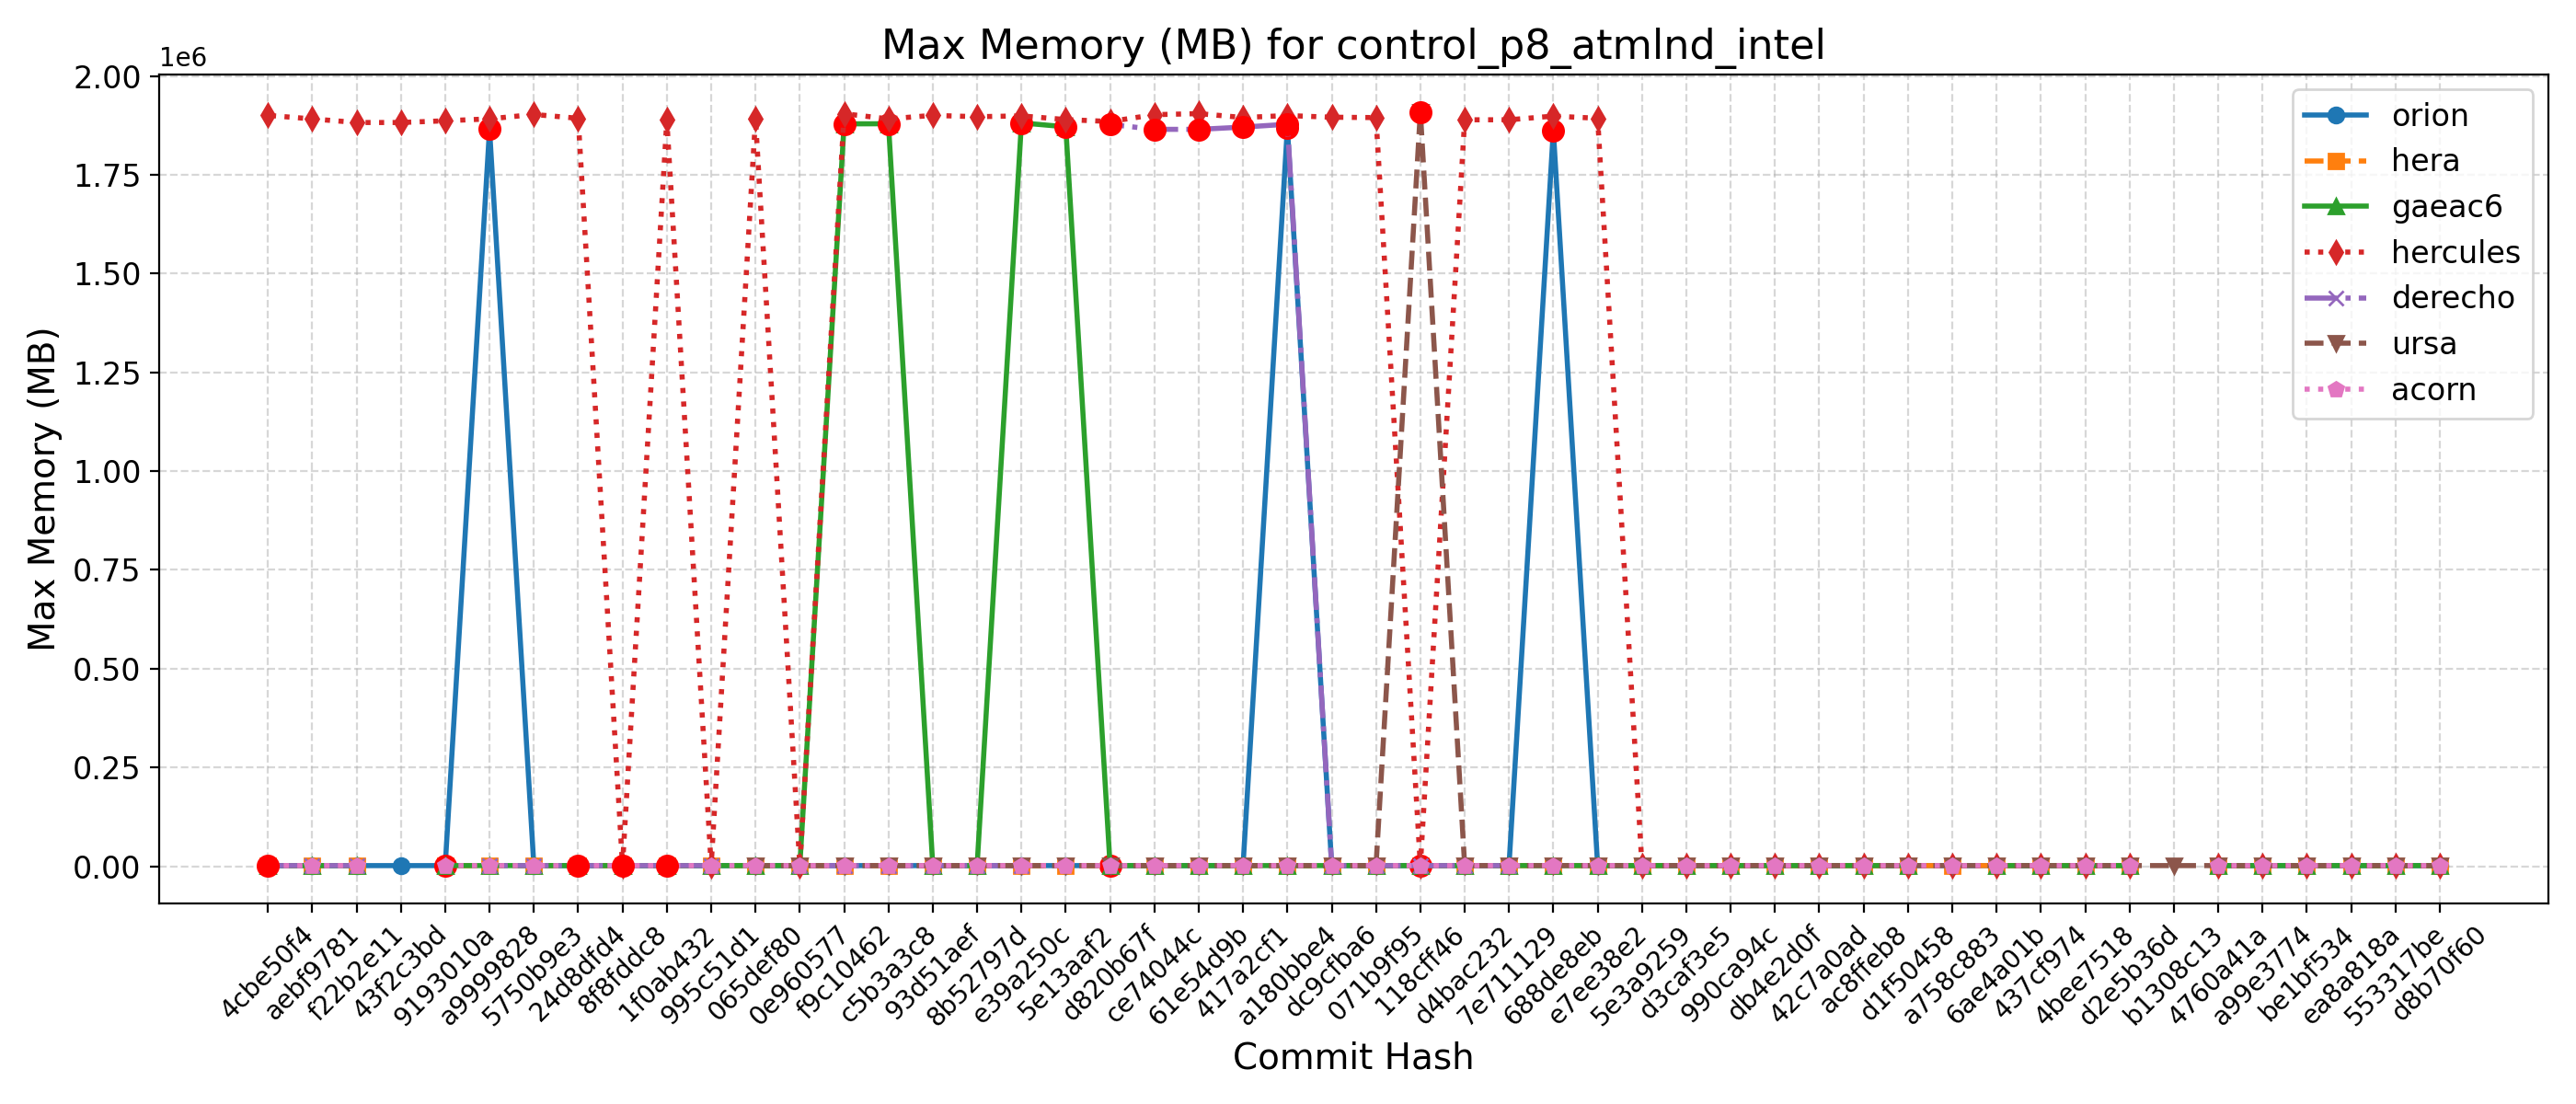 Max Memory (MB) for control_p8_atmlnd_intel
1e6
2.00
1.75
1.50
1.25
1.00
0.75
0.50
0.25
0.00
Max Memory (MB)
orion
hera
gaeac6
hercules
derecho
ursa
acorn
4cbe50f4
aebf9781
f22b2e11
43f2c3bd
9193010a
a9999828
5750b9e3
24d8dfd4
8f8fddc8
1f0ab432
995c51d1
065def80
0e960577
f9c10462
c5b3a3c8
93d51aef
8b52797d
e39a250c
5e13aaf2
d820b67f
ce74044c
61e54d9b
417a2cf1
a180bbe4
dc9cfba6
071b9f95
118cff46
d4bac232
7e711129
688de8eb
e7ee38e2
5e3a9259
d3caf3e5
990ca94c
db4e2d0f
42c7a0ad
ac8ffeb8
d1f50458
a758c883
6ae4a01b
437cf974
4bee7518
d2e5b36d
b1308c13
4760a41a
a99e3774
be1bf534
ea8a818a
553317be
d8b70f60
Commit Hash